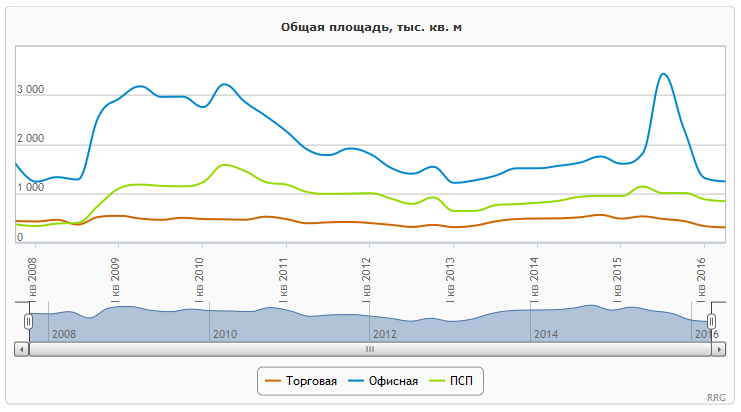 Общая площадь, тыс. кв. м
3 000
2 000
1 000
0
I кв 2008
I кв 2009
I кв 2010
I кв 2011
I кв 2012
I кв 2013
I кв 2014
I кв 2015
I кв 2016
2008
2010
2012
2014
2016
Торговая
Офисная
ПСП
RRG